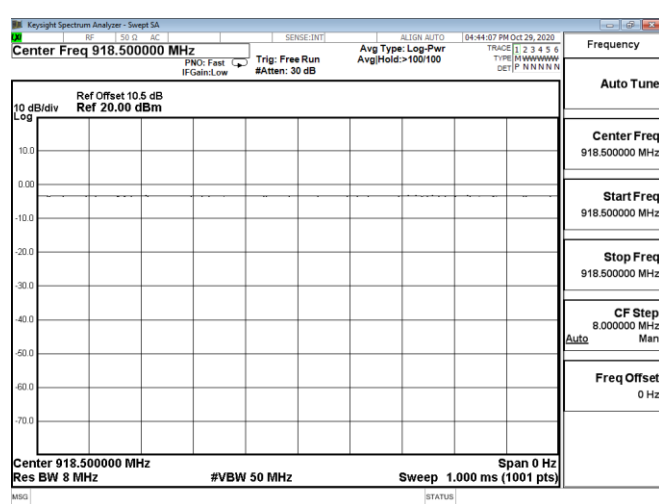 Keysight Spectrum Analyzer - Swept SA
RF 50 Ω AC SENSE:INT ALIGN AUTO 04:44:07 PM Oct 29, 2020
Center Freq 918.500000 MHz
PNO: Fast
IFGain:Low
Trig: Free Run
#Atten: 30 dB
Avg Type: Log-Pwr
Avg|Hold:>100/100
TRACE 1 2 3 4 5 6
TYPE M WWWWW
DET P N N N N N
Ref Offset 10.5 dB
10 dB/div Ref 20.00 dBm
Log
10.0
0.00
-10.0
-20.0
-30.0
-40.0
-50.0
-60.0
-70.0
Center 918.500000 MHz Span 0 Hz
Res BW 8 MHz #VBW 50 MHz Sweep 1.000 ms (1001 pts)
MSG STATUS
Frequency
Auto Tune
Center Freq
918.500000 MHz
Start Freq
918.500000 MHz
Stop Freq
918.500000 MHz
CF Step
8.000000 MHz
Auto Man
Freq Offset
0 Hz